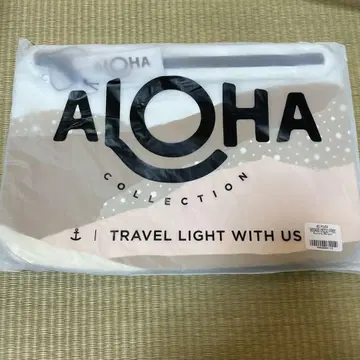 ALOHA
ALOHA
COLLECTION
⚓ | TRAVEL LIGHT WITH US